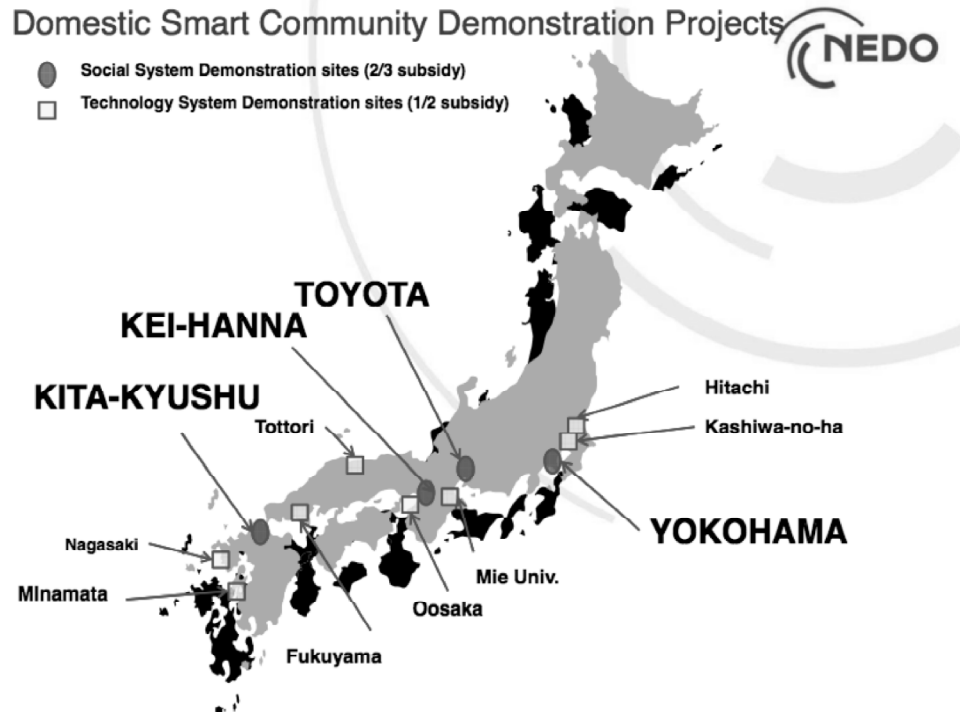 Domestic Smart Community Demonstration Projects
NEDO
Social System Demonstration sites (2/3 subsidy)
Technology System Demonstration sites (1/2 subsidy)
TOYOTA
KEI-HANNA
KITA-KYUSHU
Tottori
Hitachi
Kashiwa-no-ha
YOKOHAMA
Nagasaki
MInamata
Mie Univ.
Oosaka
Fukuyama